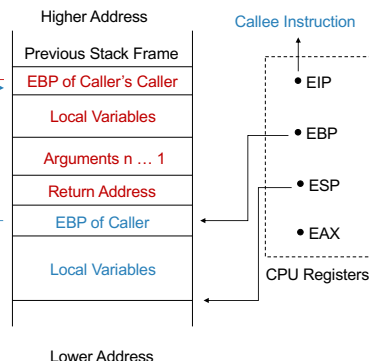 Higher Address
Callee Instruction
Previous Stack Frame
EBP of Caller's Caller
Local Variables
Arguments n … 1
Return Address
EBP of Caller
Local Variables
Lower Address
EIP
EBP
ESP
EAX
CPU Registers